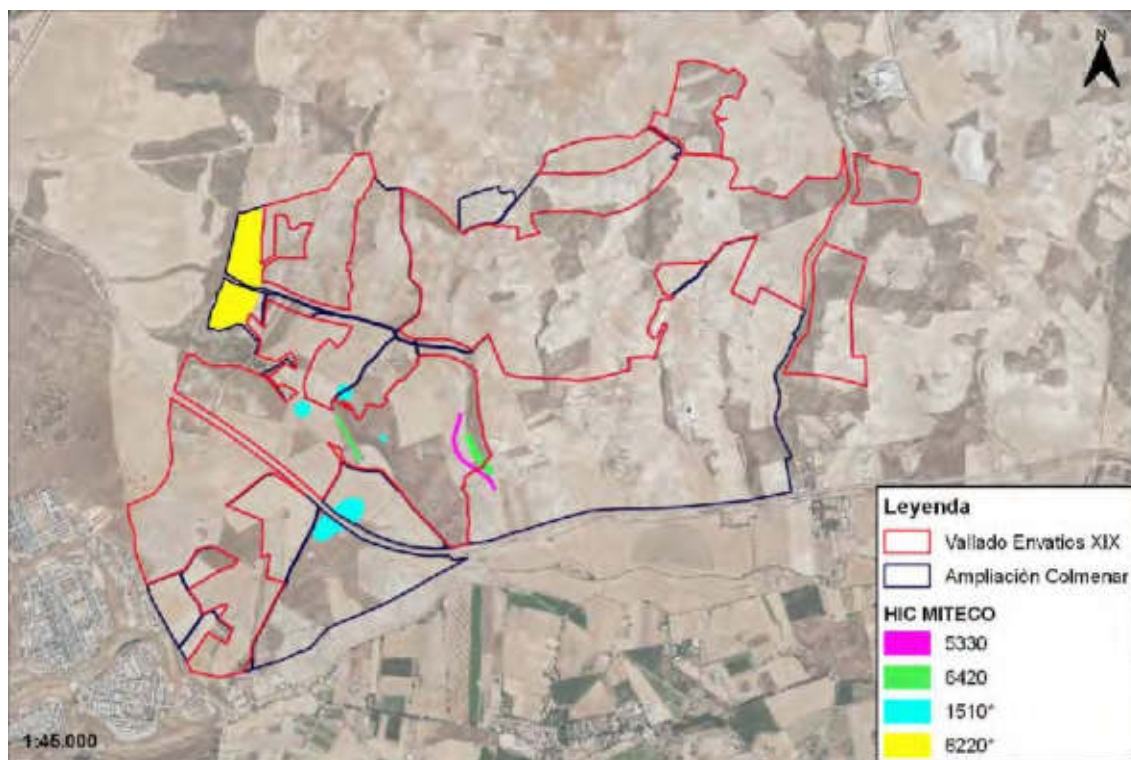 N
Leyenda
Vallado Envatios XIX
Ampliación Colmenar
HIC MITECO
5330
6420
1510*
6220*
1:45.000